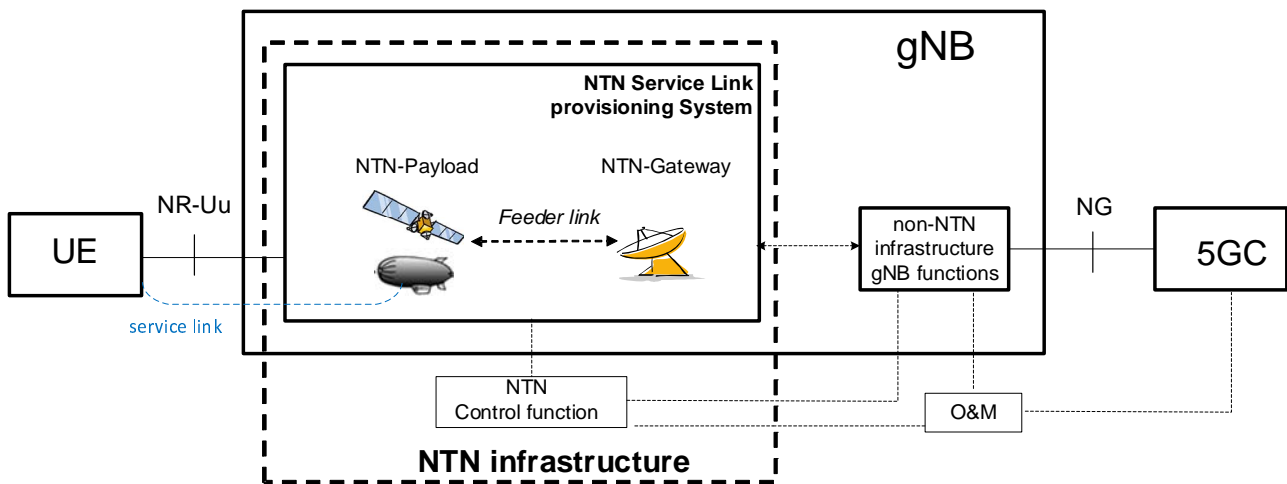 gNB
NTN Service Link
provisioning System
NTN-Payload
NTN-Gateway
Feeder link
NR-Uu
UE
service link
non-NTN
infrastructure
gNB functions
NG
5GC
NTN
Control function
O&M
NTN infrastructure